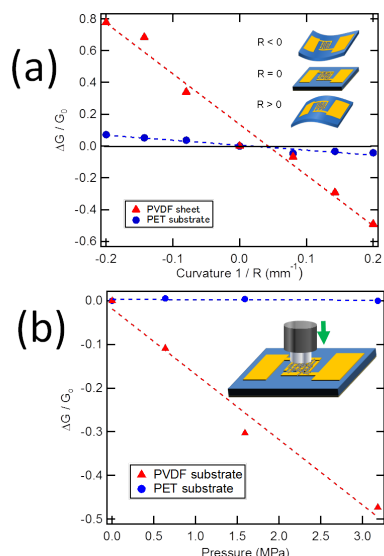 (a)
ΔG / G0
0.8
0.6
0.4
0.2
0.0
-0.2
-0.4
-0.6
R < 0
R = 0
R > 0
PVDF sheet
PET substrate
-0.2
-0.1
0.0
0.1
0.2
Curvature 1 / R (mm⁻¹)
(b)
ΔG / G0
0.0
-0.1
-0.2
-0.3
-0.4
-0.5
PVDF substrate
PET substrate
0.0
0.5
1.0
1.5
2.0
2.5
3.0
Pressure (MPa)